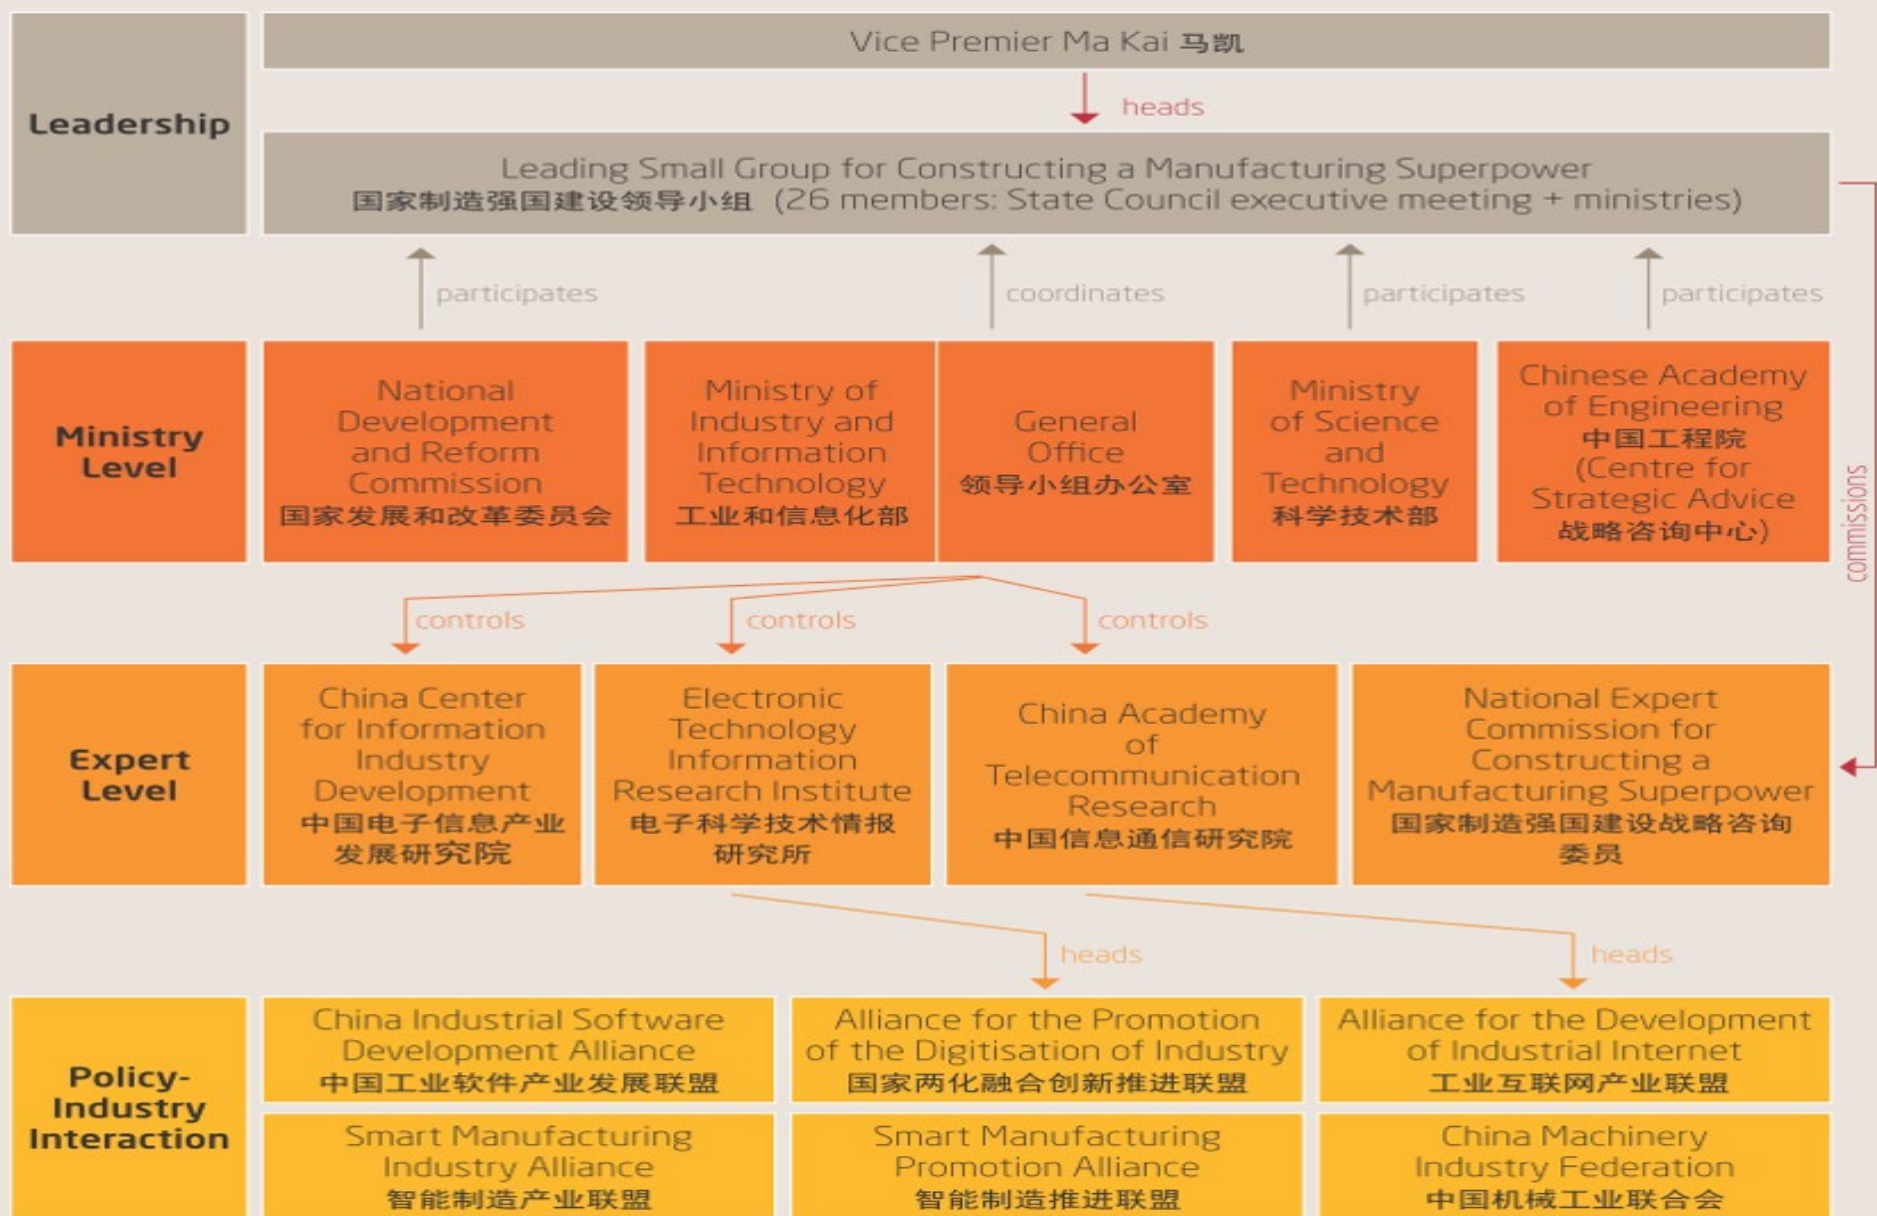 Leadership
Vice Premier Ma Kai 马凯
heads
Leading Small Group for Constructing a Manufacturing Superpower
国家制造强国建设领导小组 (26 members: State Council executive meeting + ministries)
participates
coordinates
participates
participates
commissions
Ministry
Level
National
Development
and Reform
Commission
国家发展和改革委员会
Ministry of
Industry and
Information
Technology
工业和信息化部
General
Office
领导小组办公室
Ministry
of Science
and
Technology
科学技术部
Chinese Academy
of Engineering
中国工程院
(Centre for
Strategic Advice
战略咨询中心)
controls
controls
controls
Expert
Level
China Center
for Information
Industry
Development
中国电子信息产业
发展研究院
Electronic
Technology
Information
Research Institute
电子科学技术情报
研究所
China Academy
of
Telecommunication
Research
中国信息通信研究院
National Expert
Commission for
Constructing a
Manufacturing Superpower
国家制造强国建设战略咨询
委员
heads
heads
Policy-
Industry
Interaction
China Industrial Software
Development Alliance
中国工业软件产业发展联盟
Alliance for the Promotion
of the Digitisation of Industry
国家两化融合创新推进联盟
Alliance for the Development
of Industrial Internet
工业互联网产业联盟
Smart Manufacturing
Industry Alliance
智能制造产业联盟
Smart Manufacturing
Promotion Alliance
智能制造推进联盟
China Machinery
Industry Federation
中国机械工业联合会